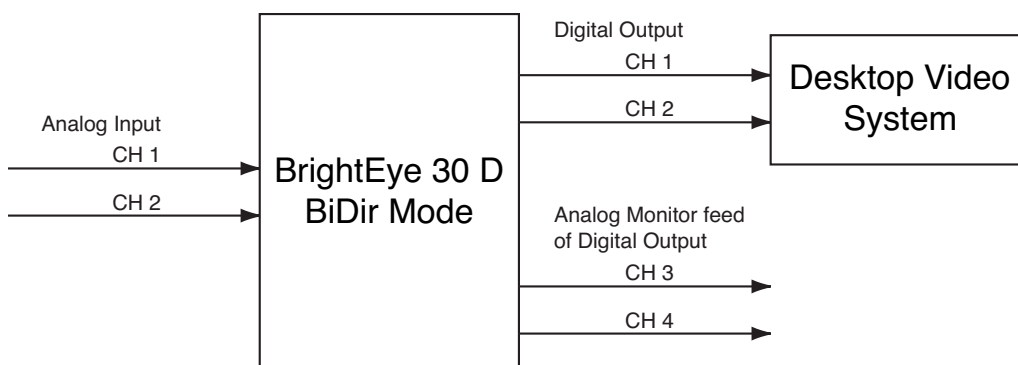 Analog Input
CH 1
CH 2
BrightEye 30 D
BiDir Mode
Digital Output
CH 1
CH 2
Desktop Video
System
Analog Monitor feed
of Digital Output
CH 3
CH 4